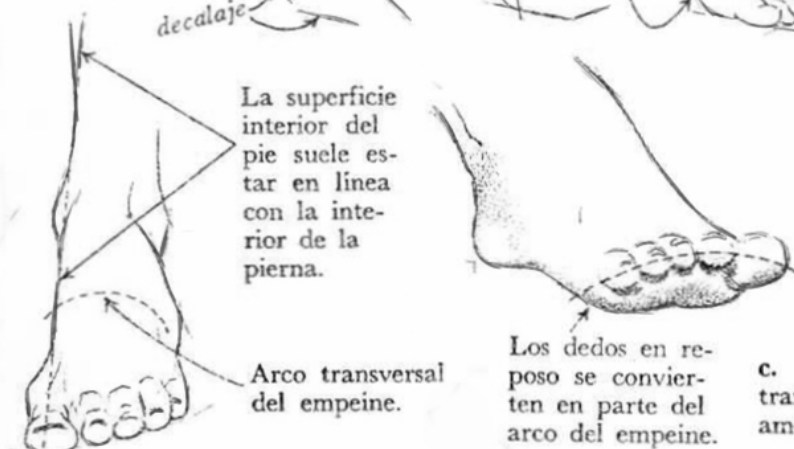 decalaje
La superficie
interior del
pie suele es-
tar en línea
con la inte-
rior de la
pierna.
Arco transversal
del empeine.
Los dedos en re-
poso se convier-
ten en parte del
arco del empeine.
c.